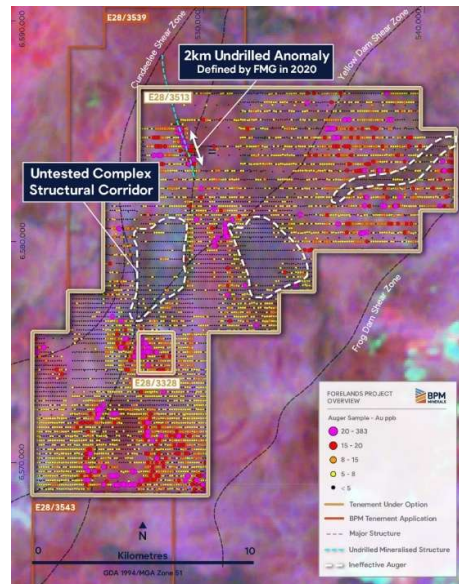 E28/3539
530,000
540,000
6,590,000
Cundeelee Shear Zone
Yellow Dam Shear Zone
2km Undrilled Anomaly
Defined by FMG in 2020
E28/3513
Untested Complex
Structural Corridor
6,580,000
Frog Dam Shear Zone
E28/3328
6,570,000
E28/3543
N
0
10
Kilometres
GDA 1994/MGA Zone 51
FORELANDS PROJECT
OVERVIEW
BPM
MINERALS
Auger Sample - Au ppb
20 - 383
15 - 20
8 - 15
5 - 8
< 5
Tenement Under Option
BPM Tenement Application
Major Structure
Undrilled Mineralised Structure
Ineffective Auger